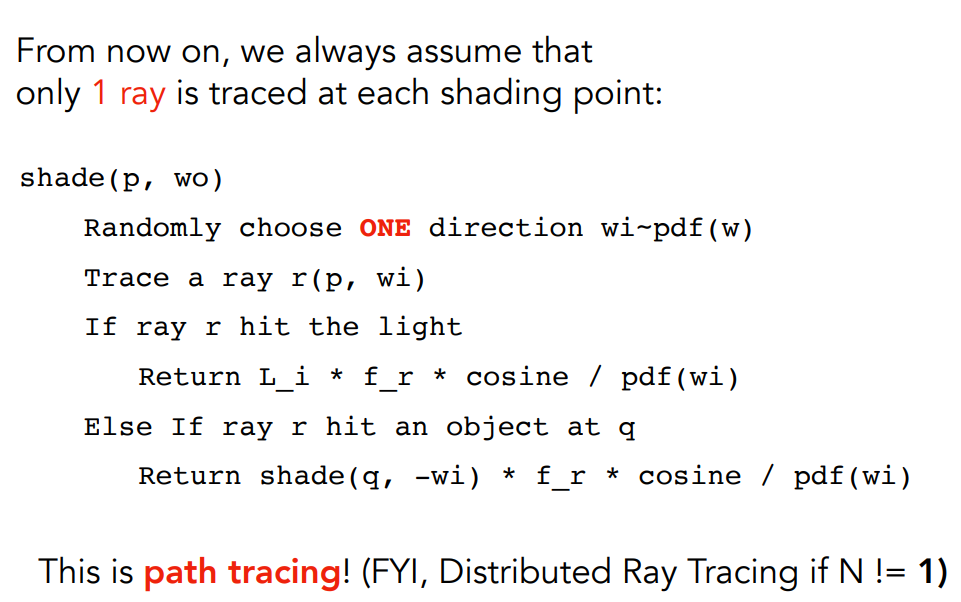 From now on, we always assume that
only 1 ray is traced at each shading point:
shade(p, wo)
Randomly choose ONE direction wi~pdf(w)
Trace a ray r(p, wi)
If ray r hit the light
Return L_i * f_r * cosine / pdf(wi)
Else If ray r hit an object at q
Return shade(q, -wi) * f_r * cosine / pdf(wi)
This is path tracing! (FYI, Distributed Ray Tracing if N != 1)